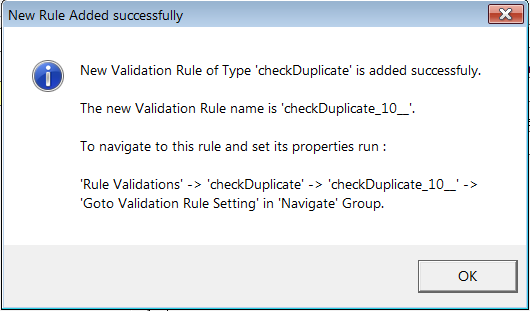 New Rule Added successfully
New Validation Rule of Type 'checkDuplicate' is added successfuly.
The new Validation Rule name is 'checkDuplicate_10__'.
To navigate to this rule and set its properties run :
'Rule Validations' -> 'checkDuplicate' -> 'checkDuplicate_10__' ->
'Goto Validation Rule Setting' in 'Navigate' Group.
OK